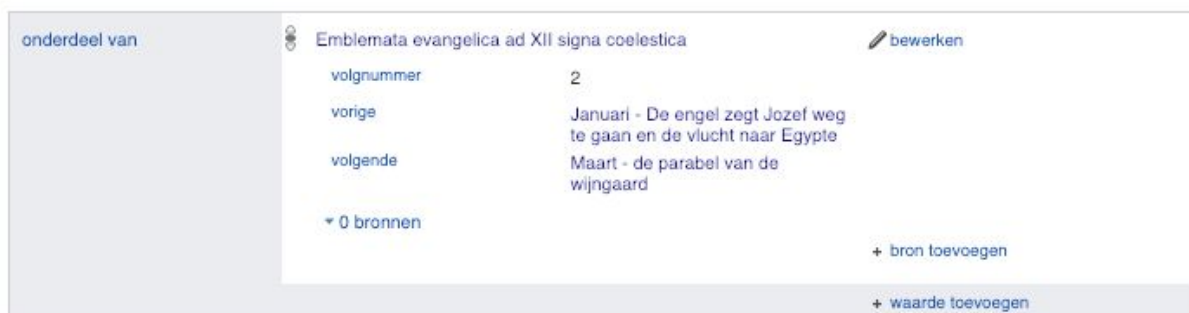 onderdeel van
Emblemata evangelica ad XII signa coelestica
bewerken
volgnummer
2
vorige
Januari - De engel zegt Jozef weg
te gaan en de vlucht naar Egypte
volgende
Maart - de parabel van de
wijngaard
0 bronnen
+ bron toevoegen
+ waarde toevoegen